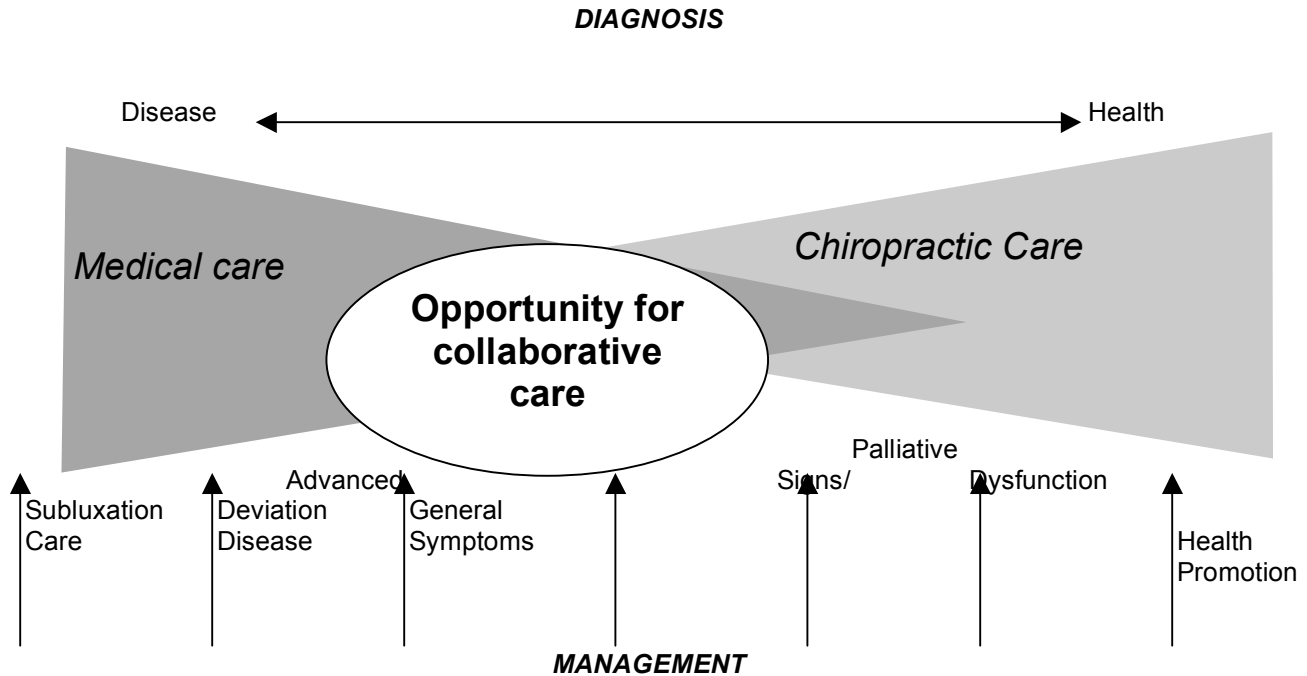 DIAGNOSIS
Disease
Health
Medical care
Chiropractic Care
Opportunity for
collaborative
care
Palliative
Advanced
Signs/
Dysfunction
Subluxation
Care
Deviation
Disease
General
Symptoms
Health
Promotion
MANAGEMENT